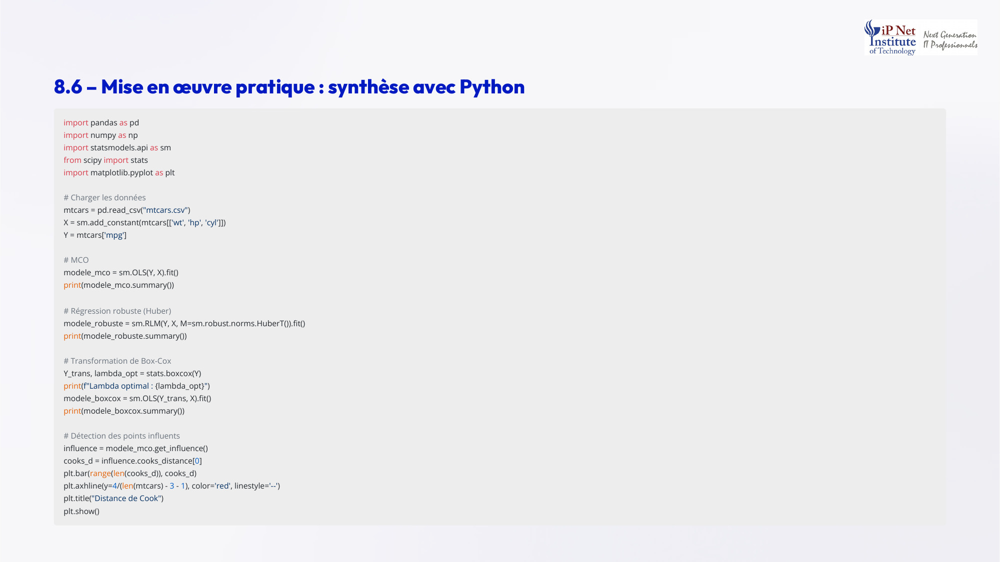 iP Net
Institute
of Technology
Next Generation
IT Professionnels
8.6 – Mise en œuvre pratique : synthèse avec Python
import pandas as pd
import numpy as np
import statsmodels.api as sm
from scipy import stats
import matplotlib.pyplot as plt
# Charger les données
mtcars = pd.read_csv("mtcars.csv")
X = sm.add_constant(mtcars[['wt', 'hp', 'cyl']])
Y = mtcars['mpg']
# MCO
modele_mco = sm.OLS(Y, X).fit()
print(modele_mco.summary())
# Régression robuste (Huber)
modele_robuste = sm.RLM(Y, X, M=sm.robust.norms.HuberT()).fit()
print(modele_robuste.summary())
# Transformation de Box-Cox
Y_trans, lambda_opt = stats.boxcox(Y)
print(f"Lambda optimal : {lambda_opt}")
modele_boxcox = sm.OLS(Y_trans, X).fit()
print(modele_boxcox.summary())
# Détection des points influents
influence = modele_mco.get_influence()
cooks_d = influence.cooks_distance[0]
plt.bar(range(len(cooks_d)), cooks_d)
plt.axhline(y=4/(len(mtcars) - 3 - 1), color='red', linestyle='--')
plt.title("Distance de Cook")
plt.show()